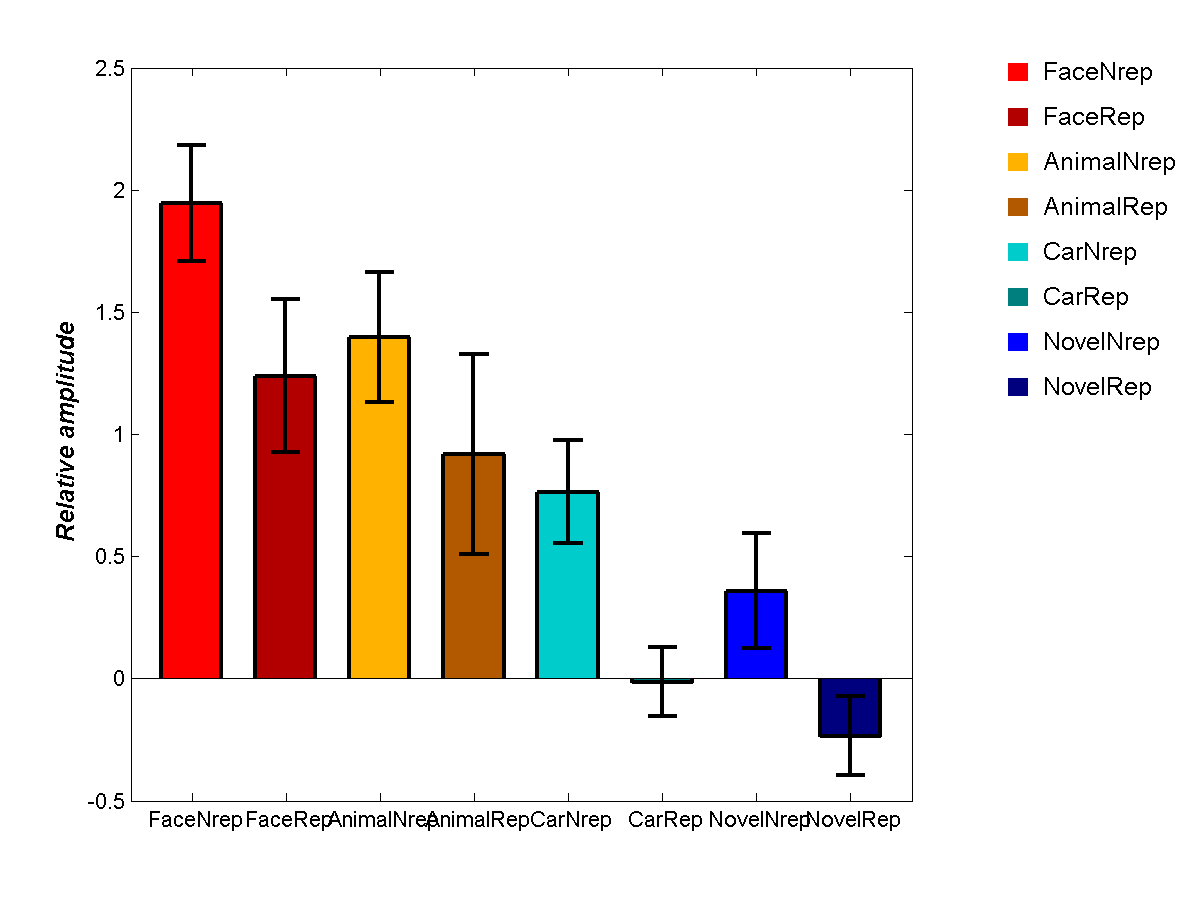 2.5
2
1.5
1
0.5
0
-0.5
Relative amplitude
FaceNrep FaceRep AnimalNrep AnimalRep CarNrep CarRep NovelNrep NovelRep
FaceNrep
FaceRep
AnimalNrep
AnimalRep
CarNrep
CarRep
NovelNrep
NovelRep